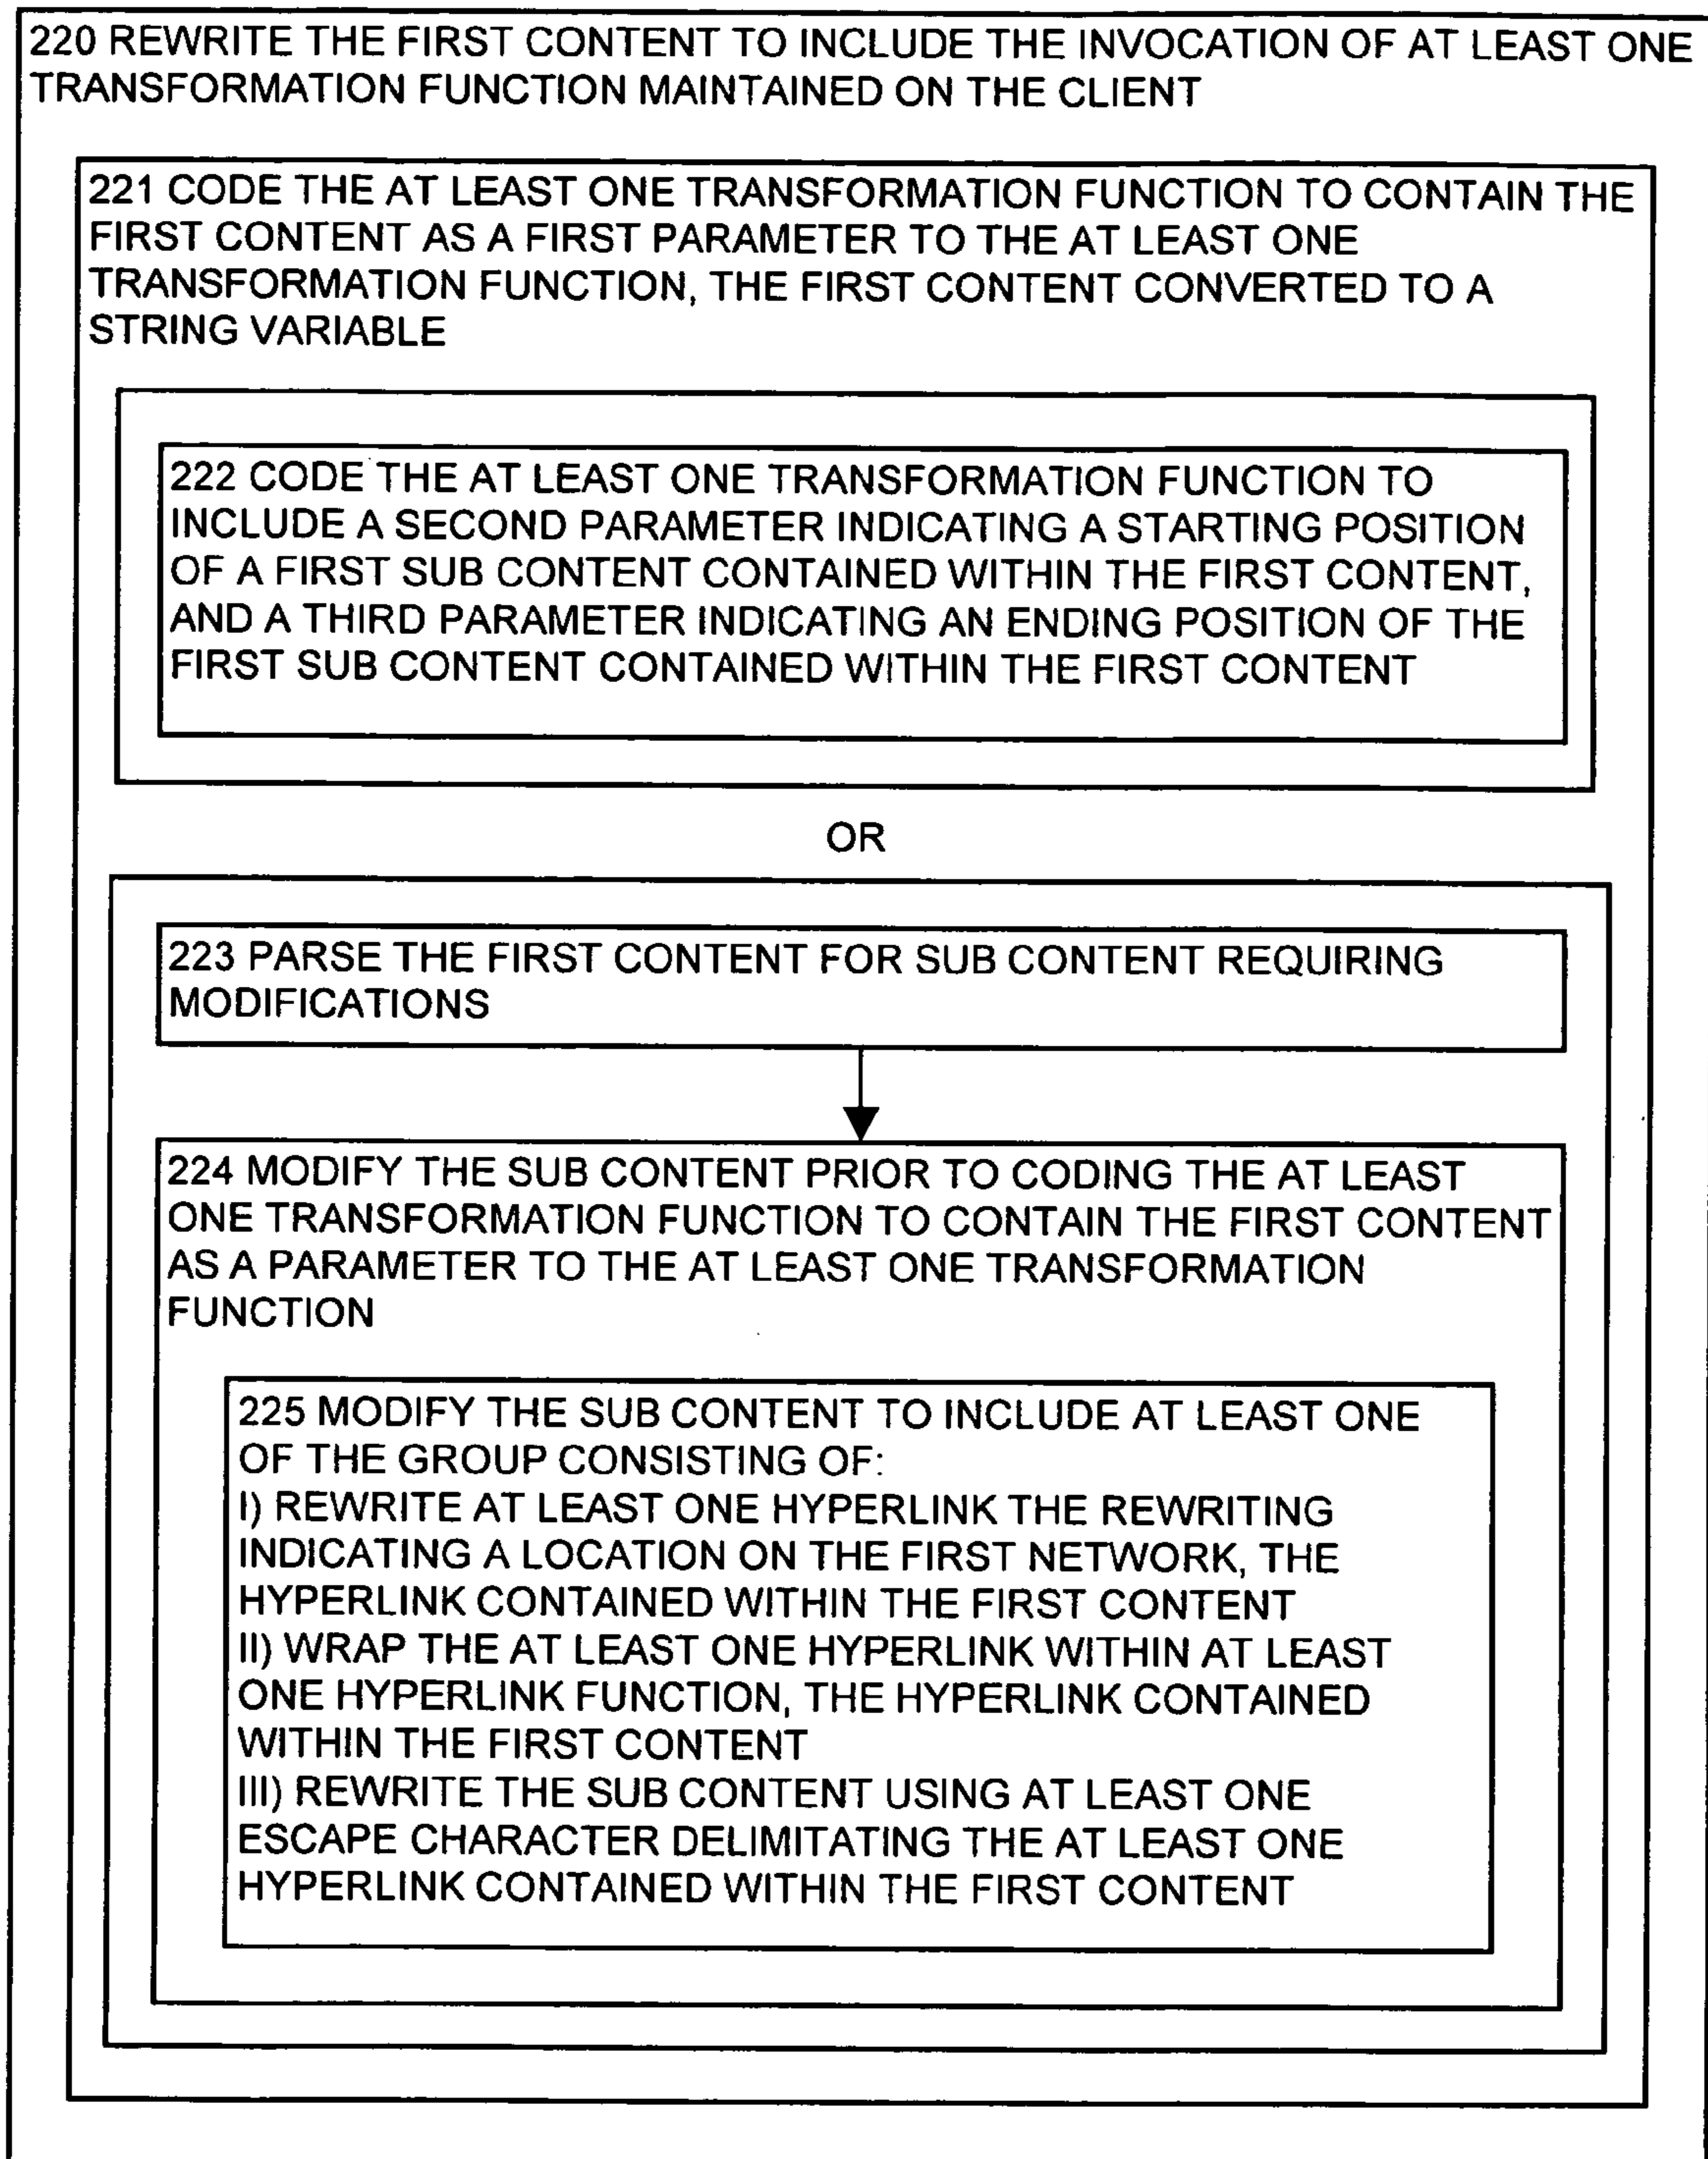 220 REWRITE THE FIRST CONTENT TO INCLUDE THE INVOCATION OF AT LEAST ONE
TRANSFORMATION FUNCTION MAINTAINED ON THE CLIENT
221 CODE THE AT LEAST ONE TRANSFORMATION FUNCTION TO CONTAIN THE
FIRST CONTENT AS A FIRST PARAMETER TO THE AT LEAST ONE
TRANSFORMATION FUNCTION, THE FIRST CONTENT CONVERTED TO A
STRING VARIABLE
222 CODE THE AT LEAST ONE TRANSFORMATION FUNCTION TO
INCLUDE A SECOND PARAMETER INDICATING A STARTING POSITION
OF A FIRST SUB CONTENT CONTAINED WITHIN THE FIRST CONTENT,
AND A THIRD PARAMETER INDICATING AN ENDING POSITION OF THE
FIRST SUB CONTENT CONTAINED WITHIN THE FIRST CONTENT
OR
223 PARSE THE FIRST CONTENT FOR SUB CONTENT REQUIRING
MODIFICATIONS
224 MODIFY THE SUB CONTENT PRIOR TO CODING THE AT LEAST
ONE TRANSFORMATION FUNCTION TO CONTAIN THE FIRST CONTENT
AS A PARAMETER TO THE AT LEAST ONE TRANSFORMATION
FUNCTION
225 MODIFY THE SUB CONTENT TO INCLUDE AT LEAST ONE
OF THE GROUP CONSISTING OF:
I) REWRITE AT LEAST ONE HYPERLINK THE REWRITING
INDICATING A LOCATION ON THE FIRST NETWORK, THE
HYPERLINK CONTAINED WITHIN THE FIRST CONTENT
II) WRAP THE AT LEAST ONE HYPERLINK WITHIN AT LEAST
ONE HYPERLINK FUNCTION, THE HYPERLINK CONTAINED
WITHIN THE FIRST CONTENT
III) REWRITE THE SUB CONTENT USING AT LEAST ONE
ESCAPE CHARACTER DELIMITATING THE AT LEAST ONE
HYPERLINK CONTAINED WITHIN THE FIRST CONTENT